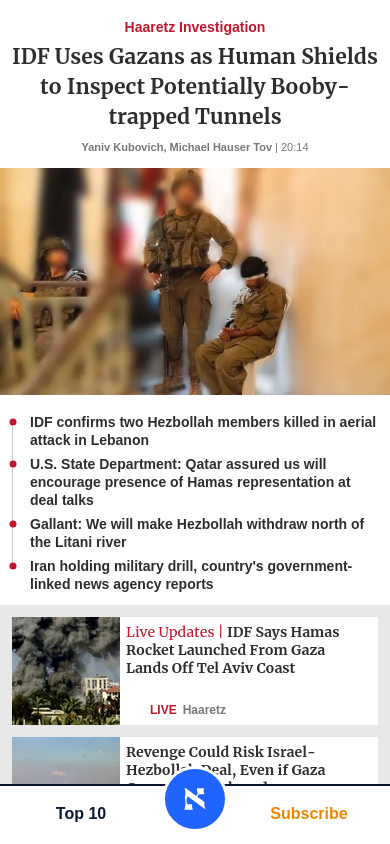 Haaretz Investigation
IDF Uses Gazans as Human Shields
to Inspect Potentially Booby-
trapped Tunnels
Yaniv Kubovich, Michael Hauser Tov | 20:14
IDF confirms two Hezbollah members killed in aerial
attack in Lebanon
U.S. State Department: Qatar assured us will
encourage presence of Hamas representation at
deal talks
Gallant: We will make Hezbollah withdraw north of
the Litani river
Iran holding military drill, country's government-
linked news agency reports
Live Updates | IDF Says Hamas
Rocket Launched From Gaza
Lands Off Tel Aviv Coast
LIVE Haaretz
Revenge Could Risk Israel-
Hezbollah Deal, Even if Gaza
Top 10
Subscribe